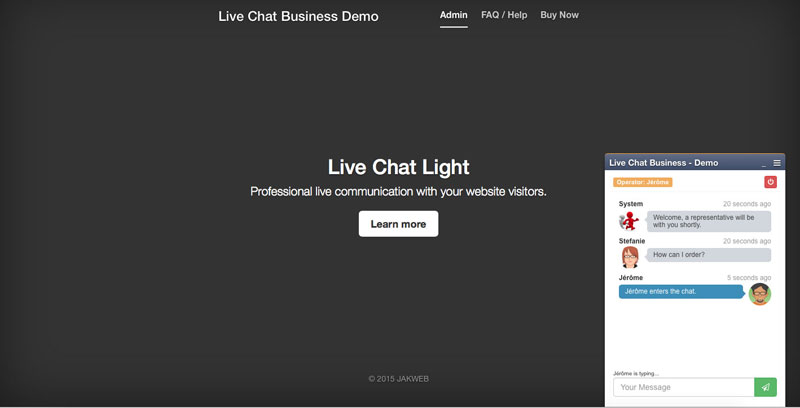 Live Chat Business Demo
Admin
FAQ / Help
Buy Now
Live Chat Light
Professional live communication with your website visitors.
Learn more
© 2015 JAKWEB
Live Chat Business - Demo
Operator: Jérôme
System 20 seconds ago
Welcome, a representative will be
with you shortly.
Stefanie 20 seconds ago
How can I order?
Jérôme 5 seconds ago
Jérôme enters the chat.
Jérôme is typing...
Your Message